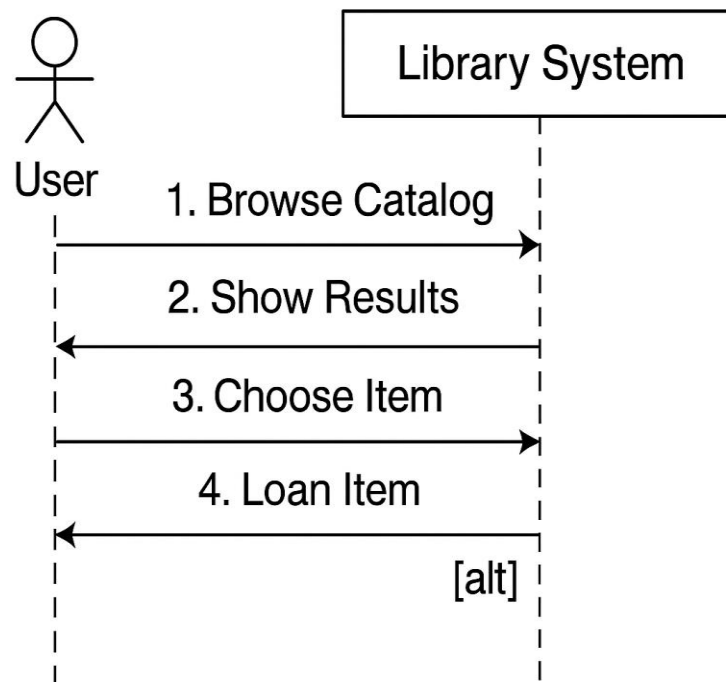 Library System
User
1. Browse Catalog
2. Show Results
3. Choose Item
4. Loan Item
[alt]